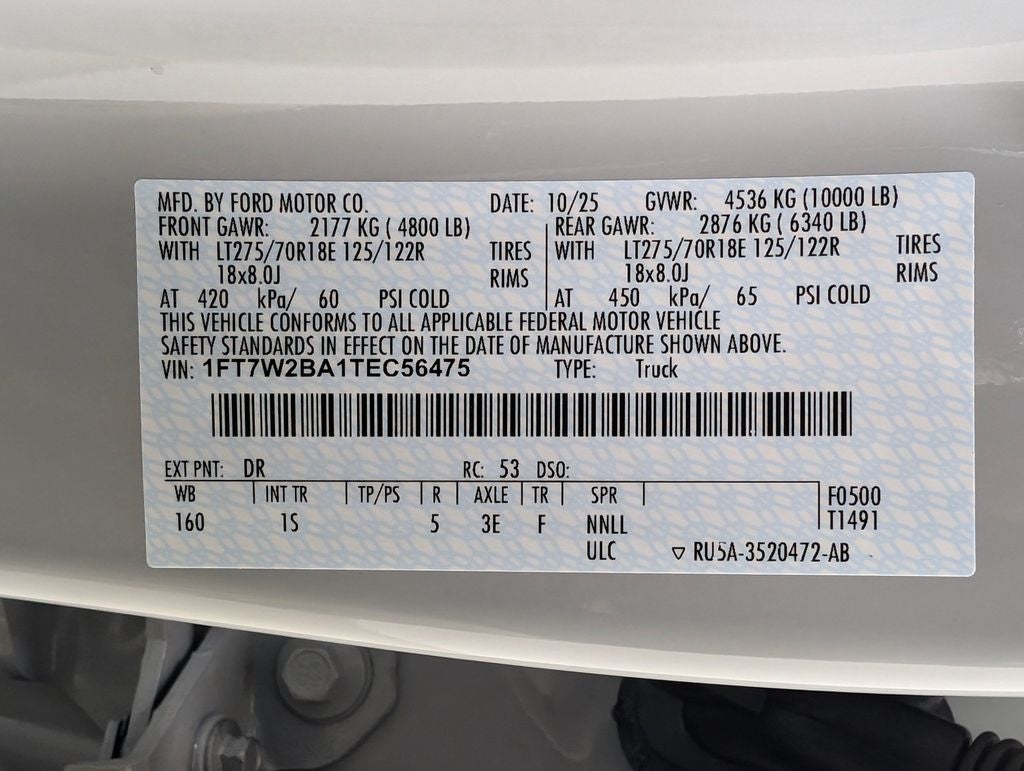 MFD. BY FORD MOTOR CO. DATE: 10/25 GVWR: 4536 KG (10000 LB)
FRONT GAWR: 2177 KG ( 4800 LB) REAR GAWR: 2876 KG ( 6340 LB)
WITH LT275/70R18E 125/122R TIRES WITH LT275/70R18E 125/122R TIRES
18x8.0J RIMS 18x8.0J RIMS
AT 420 kPa/ 60 PSI COLD AT 450 kPa/ 65 PSI COLD
THIS VEHICLE CONFORMS TO ALL APPLICABLE FEDERAL MOTOR VEHICLE
SAFETY STANDARDS IN EFFECT ON THE DATE OF MANUFACTURE SHOWN ABOVE.
VIN: 1FT7W2BA1TEC56475 TYPE: Truck
EXT PNT: DR RC: 53 DSO:
WB INT TR TP/PS R AXLE TR SPR F0500
160 1S 5 3E F NNLL T1491
ULC ▽ RU5A-3520472-AB